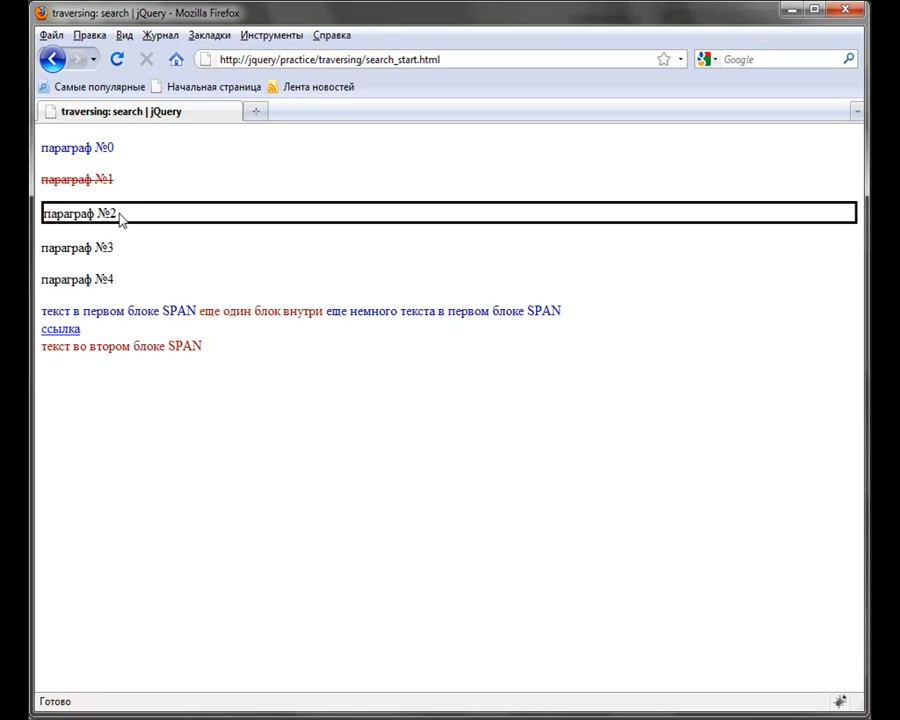 traversing: search | jQuery - Mozilla Firefox
Файл Правка Вид Журнал Закладки Инструменты Справка
http://jquery/practice/traversing/search_start.html Google
Самые популярные Начальная страница Лента новостей
traversing: search | jQuery
параграф №0
параграф №1
параграф №2
параграф №3
параграф №4
текст в первом блоке SPAN еще один блок внутри еще немного текста в первом блоке SPAN
ссылка
текст во втором блоке SPAN
Готово